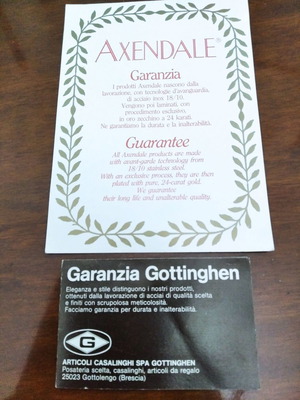 AXENDALE®
Garanzia
I prodotti Axendale nascono dalla
lavorazione, con tecnologie d'avanguardia,
di acciaio inox 18/10.
Vengono poi laminati, con
procedimento esclusivo,
in oro zecchino a 24 karati.
Ne garantiamo la durata e la inalterabilità.
Guarantee
All Axendale products are made
with avant-garde technology from
18/10 stainless steel.
With an exclusive process, they are then
plated with pure, 24-carat gold.
We guarantee
their long life and unalterable quality.
Garanzia Gottinghen
Eleganza e stile distinguono i nostri prodotti,
ottenuti dalla lavorazione di acciai di qualità scelta
e finiti con scrupolosa meticolosità.
Facciamo garanzia per durata e inalterabilità.
G
ARTICOLI CASALINGHI SPA GOTTINGHEN
Posateria scelta, casalinghi, articoli da regalo
25023 Gottolengo (Brescia)